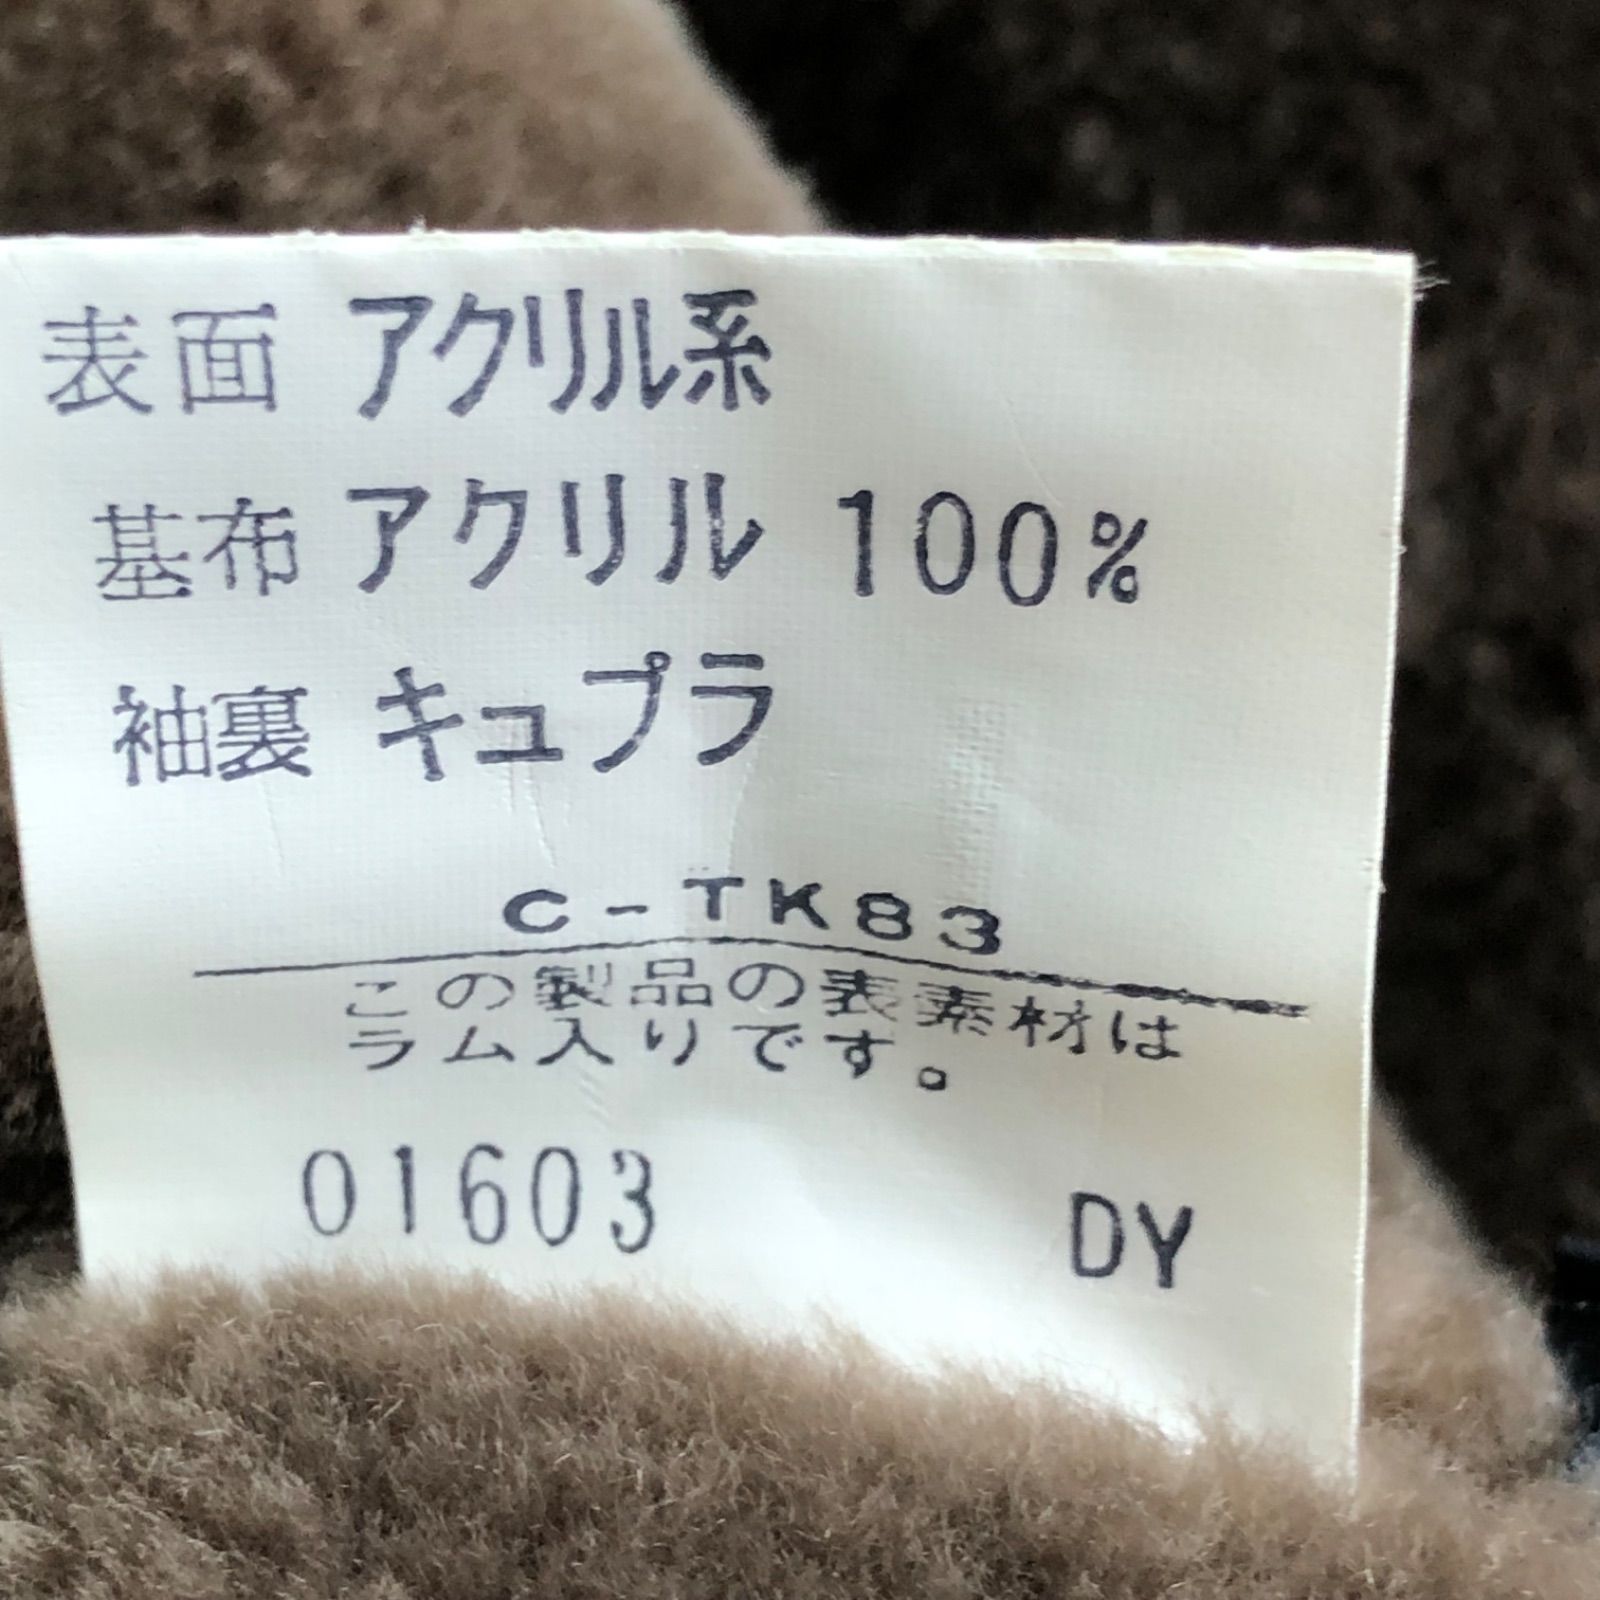 表面 アクリル系
基布 アクリル 100%
袖裏 キュプラ
C-TK83
この製品の表素材は
ラム入りです。
01603 DY